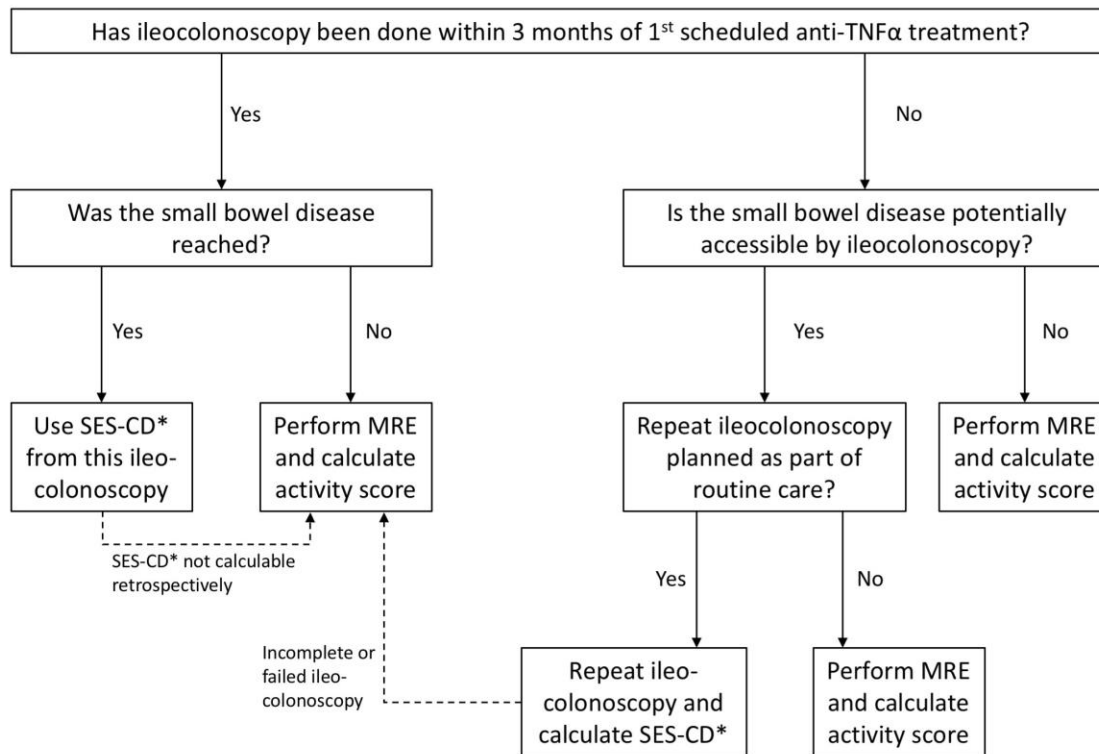 Has ileocolonoscopy been done within 3 months of 1st scheduled anti-TNFα treatment?
Yes
No
Was the small bowel disease
reached?
Is the small bowel disease potentially
accessible by ileocolonoscopy?
Yes
No
Yes
No
Use SES-CD*
from this ileo-
colonoscopy
Perform MRE
and calculate
activity score
Repeat ileocolonoscopy
planned as part of
routine care?
Perform MRE
and calculate
activity score
SES-CD* not calculable
retrospectively
Yes
No
Incomplete or
failed ileo-
colonoscopy
Repeat ileo-
colonoscopy and
calculate SES-CD*
Perform MRE
and calculate
activity score